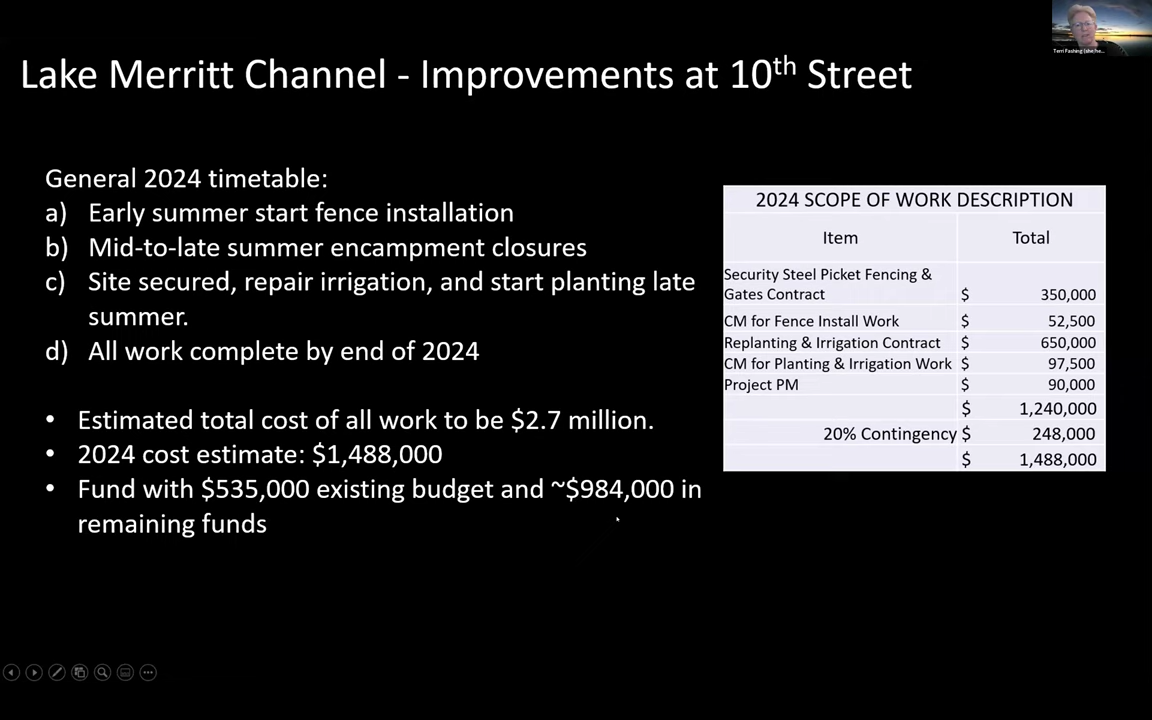 Terri Fashing (she/he...
Lake Merritt Channel - Improvements at 10th Street
General 2024 timetable:
a) Early summer start fence installation
b) Mid-to-late summer encampment closures
c) Site secured, repair irrigation, and start planting late
summer.
d) All work complete by end of 2024
• Estimated total cost of all work to be $2.7 million.
• 2024 cost estimate: $1,488,000
• Fund with $535,000 existing budget and ~$984,000 in
remaining funds
2024 SCOPE OF WORK DESCRIPTION
Item Total
Security Steel Picket Fencing &
Gates Contract $ 350,000
CM for Fence Install Work $ 52,500
Replanting & Irrigation Contract $ 650,000
CM for Planting & Irrigation Work $ 97,500
Project PM $ 90,000
$ 1,240,000
20% Contingency $ 248,000
$ 1,488,000